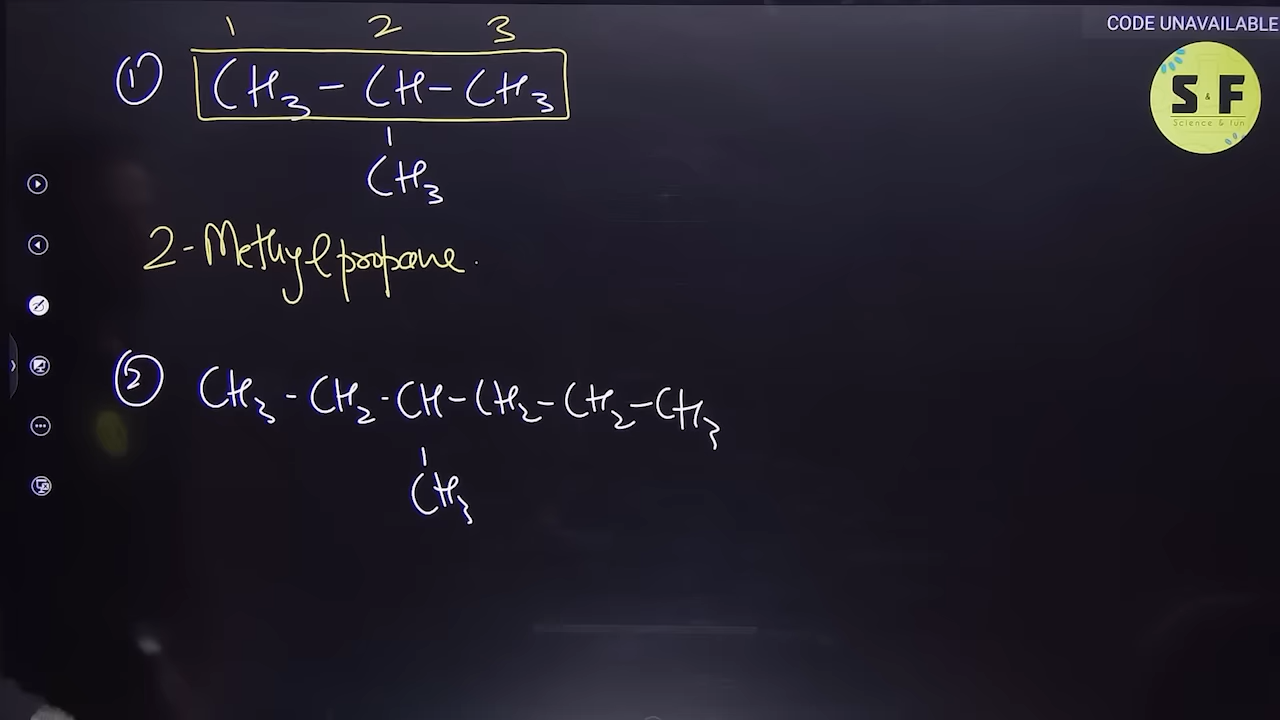 CODE UNAVAILABLE
S & F
Science & fun
1 2 3
① CH₃ – CH – CH₃
|
CH₃
2-Methylpropane.
② CH₃ - CH₂ - CH – CH₂ – CH₂ – CH₃
|
CH₃